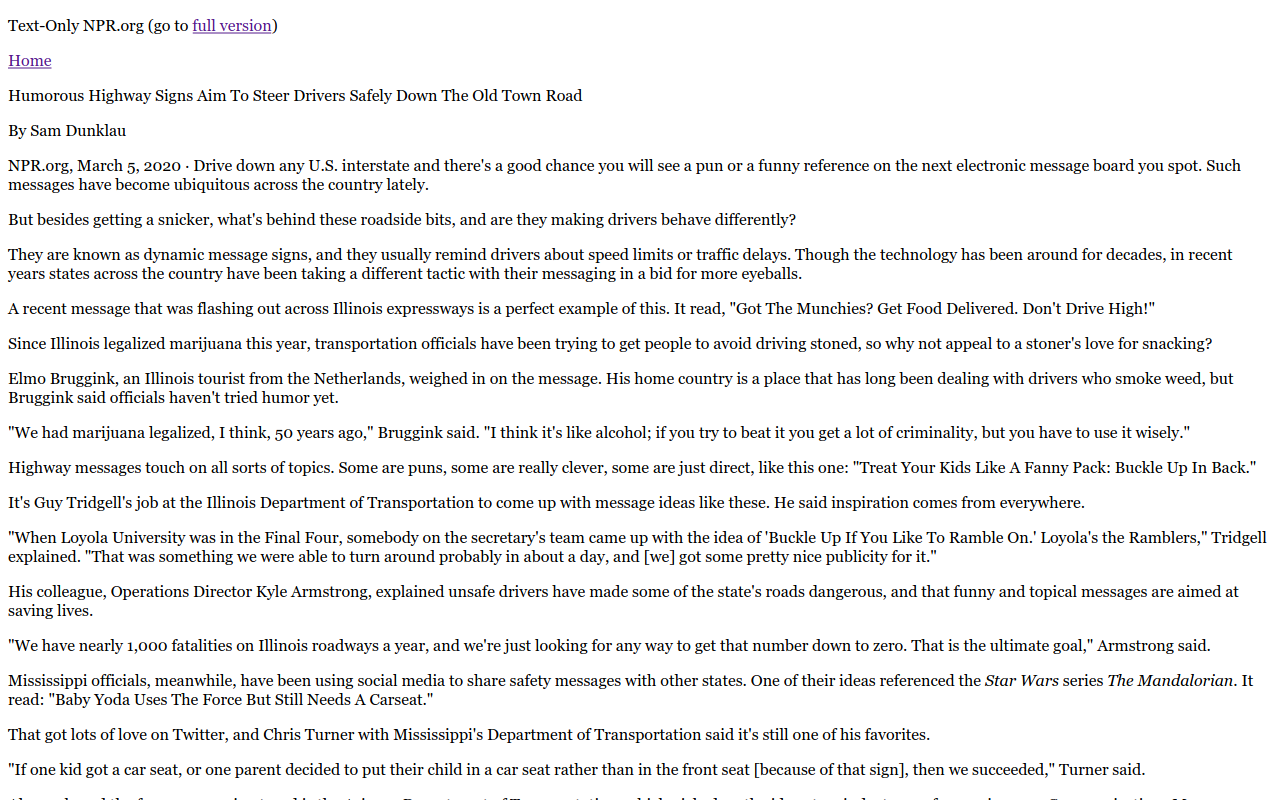 Text-Only NPR.org (go to full version)
Home
Humorous Highway Signs Aim To Steer Drivers Safely Down The Old Town Road
By Sam Dunklau
NPR.org, March 5, 2020 · Drive down any U.S. interstate and there's a good chance you will see a pun or a funny reference on the next electronic message board you spot. Such
messages have become ubiquitous across the country lately.
But besides getting a snicker, what's behind these roadside bits, and are they making drivers behave differently?
They are known as dynamic message signs, and they usually remind drivers about speed limits or traffic delays. Though the technology has been around for decades, in recent
years states across the country have been taking a different tactic with their messaging in a bid for more eyeballs.
A recent message that was flashing out across Illinois expressways is a perfect example of this. It read, "Got The Munchies? Get Food Delivered. Don't Drive High!"
Since Illinois legalized marijuana this year, transportation officials have been trying to get people to avoid driving stoned, so why not appeal to a stoner's love for snacking?
Elmo Bruggink, an Illinois tourist from the Netherlands, weighed in on the message. His home country is a place that has long been dealing with drivers who smoke weed, but
Bruggink said officials haven't tried humor yet.
"We had marijuana legalized, I think, 50 years ago," Bruggink said. "I think it's like alcohol; if you try to beat it you get a lot of criminality, but you have to use it wisely."
Highway messages touch on all sorts of topics. Some are puns, some are really clever, some are just direct, like this one: "Treat Your Kids Like A Fanny Pack: Buckle Up In Back."
It's Guy Tridgell's job at the Illinois Department of Transportation to come up with message ideas like these. He said inspiration comes from everywhere.
"When Loyola University was in the Final Four, somebody on the secretary's team came up with the idea of 'Buckle Up If You Like To Ramble On.' Loyola's the Ramblers," Tridgell
explained. "That was something we were able to turn around probably in about a day, and [we] got some pretty nice publicity for it."
His colleague, Operations Director Kyle Armstrong, explained unsafe drivers have made some of the state's roads dangerous, and that funny and topical messages are aimed at
saving lives.
"We have nearly 1,000 fatalities on Illinois roadways a year, and we're just looking for any way to get that number down to zero. That is the ultimate goal," Armstrong said.
Mississippi officials, meanwhile, have been using social media to share safety messages with other states. One of their ideas referenced the Star Wars series The Mandalorian. It
read: "Baby Yoda Uses The Force But Still Needs A Carseat."
That got lots of love on Twitter, and Chris Turner with Mississippi's Department of Transportation said it's still one of his favorites.
"If one kid got a car seat, or one parent decided to put their child in a car seat rather than in the front seat [because of that sign], then we succeeded," Turner said.